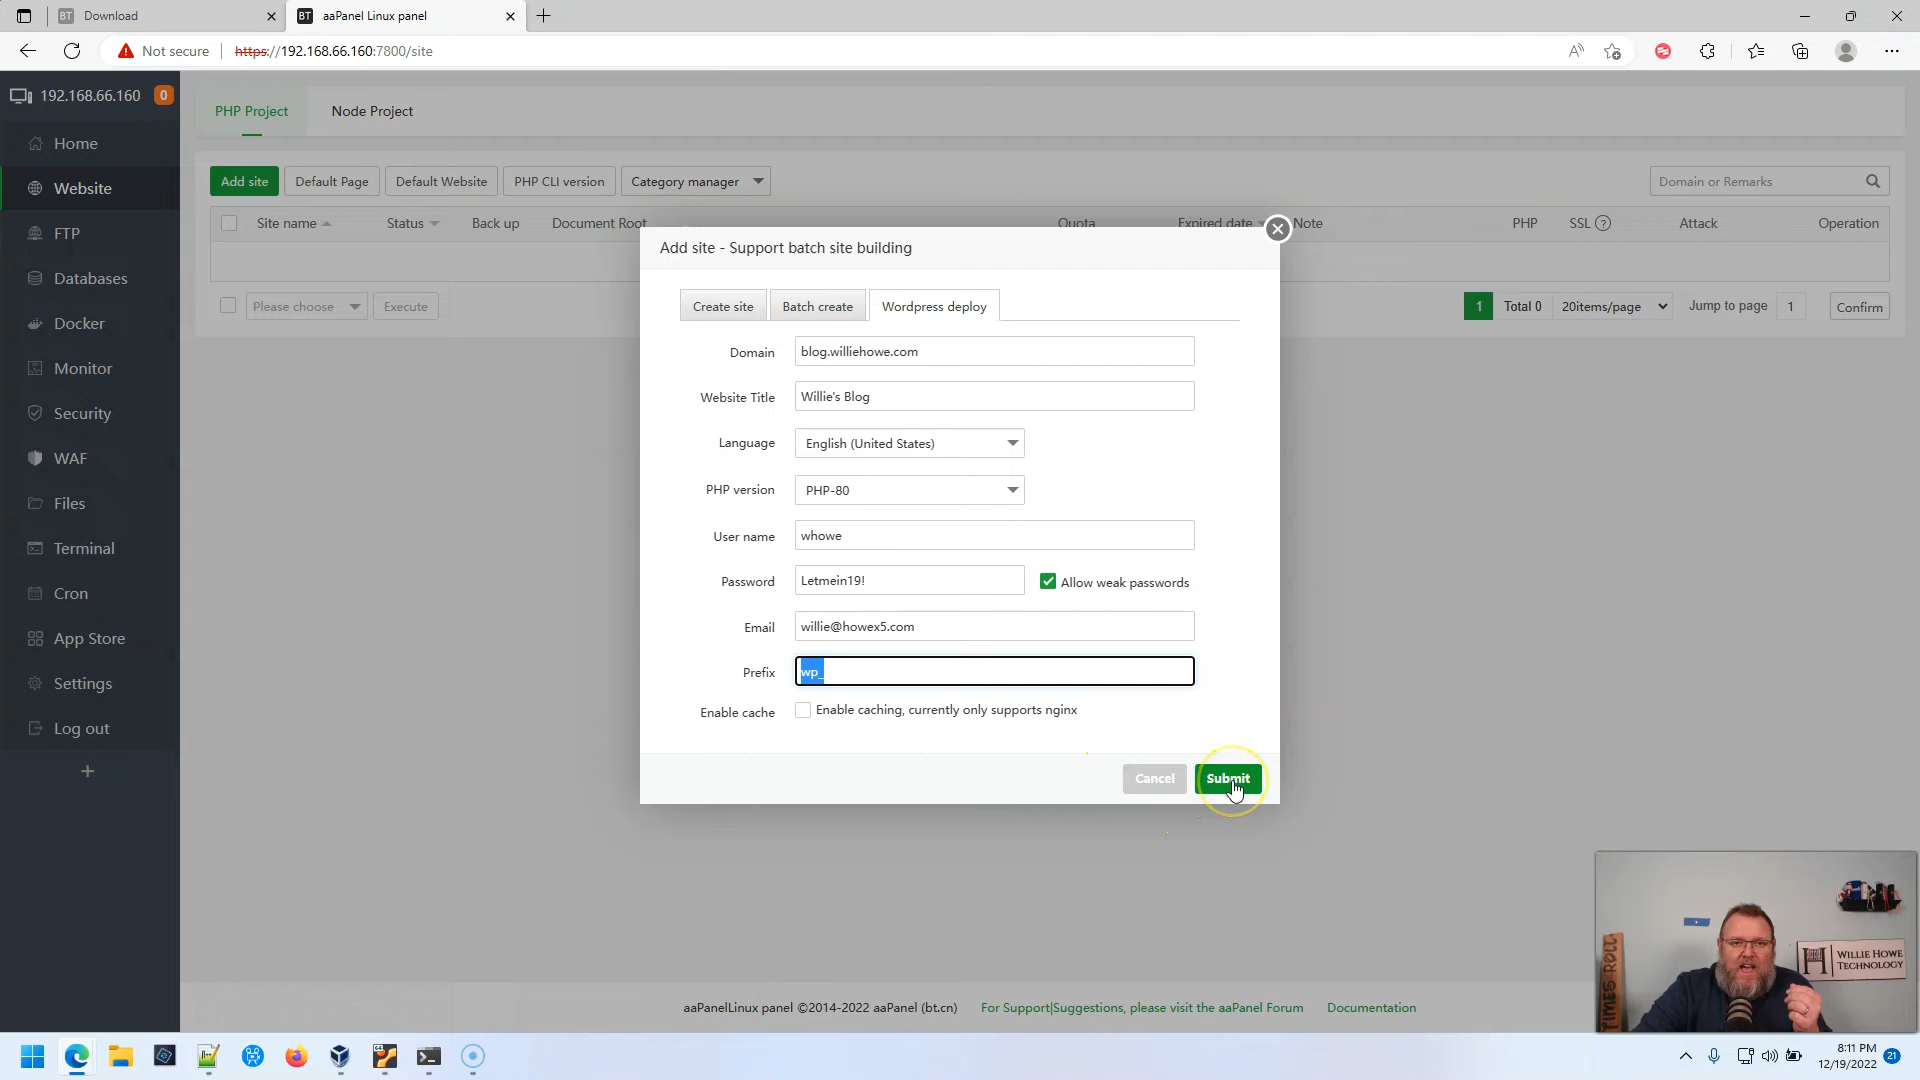 BT Download
BT aaPanel Linux panel
Not secure https://192.168.66.160:7800/site
192.168.66.160 0
Home
Website
FTP
Databases
Docker
Monitor
Security
WAF
Files
Terminal
Cron
App Store
Settings
Log out
PHP Project Node Project
Add site Default Page Default Website PHP CLI version Category manager Domain or Remarks
Site name Status Back up Document Root Quota Expired date Note PHP SSL ? Attack Operation
Please choose Execute 1 Total 0 20items/page Jump to page 1 Confirm
Add site - Support batch site building
Create site Batch create Wordpress deploy
Domain blog.williehowe.com
Website Title Willie's Blog
Language English (United States)
PHP version PHP-80
User name whowe
Password Letmein19! Allow weak passwords
Email willie@howex5.com
Prefix wp_
Enable cache Enable caching, currently only supports nginx
Cancel Submit
TIMES ROLL
WILLIE HOWE
TECHNOLOGY
aaPanelLinux panel ©2014-2022 aaPanel (bt.cn) For Support|Suggestions, please visit the aaPanel Forum Documentation
8:11 PM
12/19/2022
21